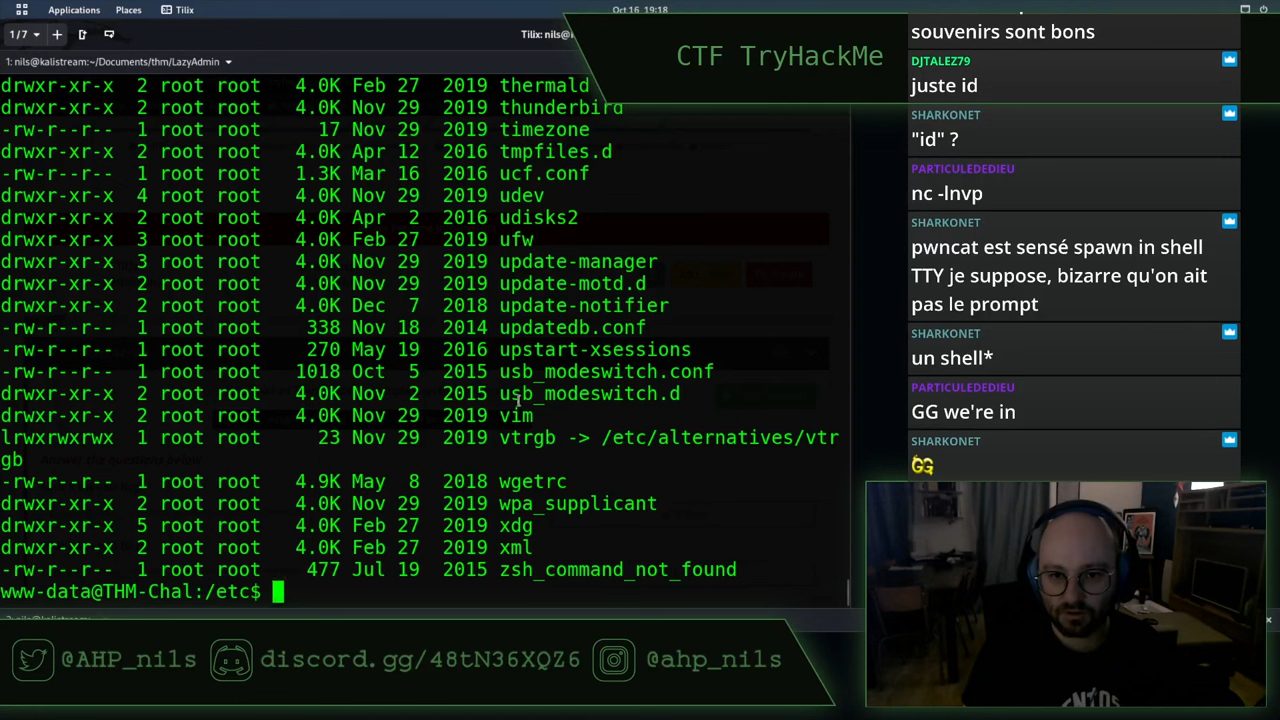 Applications Places Tilix Oct 16, 19:18
1/7
Tilix: nils@
1: nils@kalistream:~/Documents/thm/LazyAdmin
drwxr-xr-x 2 root root 4.0K Feb 27 2019 thermald
drwxr-xr-x 2 root root 4.0K Nov 29 2019 thunderbird
-rw-r--r-- 1 root root 17 Nov 29 2019 timezone
drwxr-xr-x 2 root root 4.0K Apr 12 2016 tmpfiles.d
-rw-r--r-- 1 root root 1.3K Mar 16 2016 ucf.conf
drwxr-xr-x 4 root root 4.0K Nov 29 2019 udev
drwxr-xr-x 2 root root 4.0K Apr 2 2016 udisks2
drwxr-xr-x 3 root root 4.0K Feb 27 2019 ufw
drwxr-xr-x 3 root root 4.0K Nov 29 2019 update-manager
drwxr-xr-x 2 root root 4.0K Nov 29 2019 update-motd.d
drwxr-xr-x 2 root root 4.0K Dec 7 2018 update-notifier
-rw-r--r-- 1 root root 338 Nov 18 2014 updatedb.conf
-rw-r--r-- 1 root root 270 May 19 2016 upstart-xsessions
-rw-r--r-- 1 root root 1018 Oct 5 2015 usb_modeswitch.conf
drwxr-xr-x 2 root root 4.0K Nov 2 2015 usb_modeswitch.d
drwxr-xr-x 2 root root 4.0K Nov 29 2019 vim
lrwxrwxrwx 1 root root 23 Nov 29 2019 vtrgb -> /etc/alternatives/vtr
gb
-rw-r--r-- 1 root root 4.9K May 8 2018 wgetrc
drwxr-xr-x 2 root root 4.0K Nov 29 2019 wpa_supplicant
drwxr-xr-x 5 root root 4.0K Feb 27 2019 xdg
drwxr-xr-x 2 root root 4.0K Feb 27 2019 xml
-rw-r--r-- 1 root root 477 Jul 19 2015 zsh_command_not_found
www-data@THM-Chal:/etc$
CTF TryHackMe
souvenirs sont bons
DJTALEZ79
juste id
SHARKONET
"id" ?
PARTICULEDEDIEU
nc -lnvp
SHARKONET
pwncat est sensé spawn in shell
TTY je suppose, bizarre qu'on ait
pas le prompt
SHARKONET
un shell*
PARTICULEDEDIEU
GG we're in
SHARKONET
GG
@AHP_nils discord.gg/48tN36XQZ6 @ahp_nils